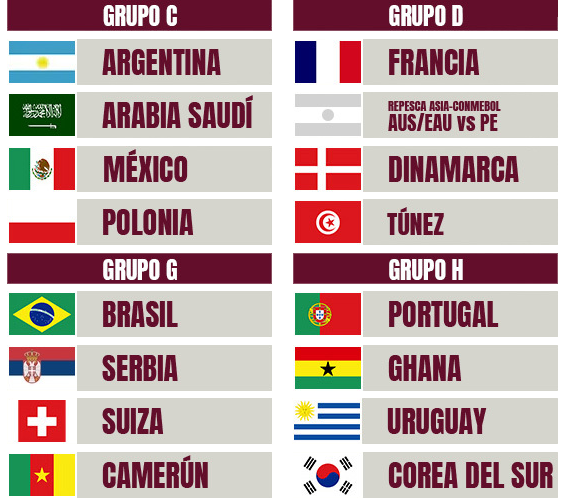 GRUPO C
ARGENTINA
ARABIA SAUDÍ
MÉXICO
POLONIA
GRUPO D
FRANCIA
REPESCA ASIA-CONMEBOL
AUS/EAU vs PE
DINAMARCA
TÚNEZ
GRUPO G
BRASIL
SERBIA
SUIZA
CAMERÚN
GRUPO H
PORTUGAL
GHANA
URUGUAY
COREA DEL SUR